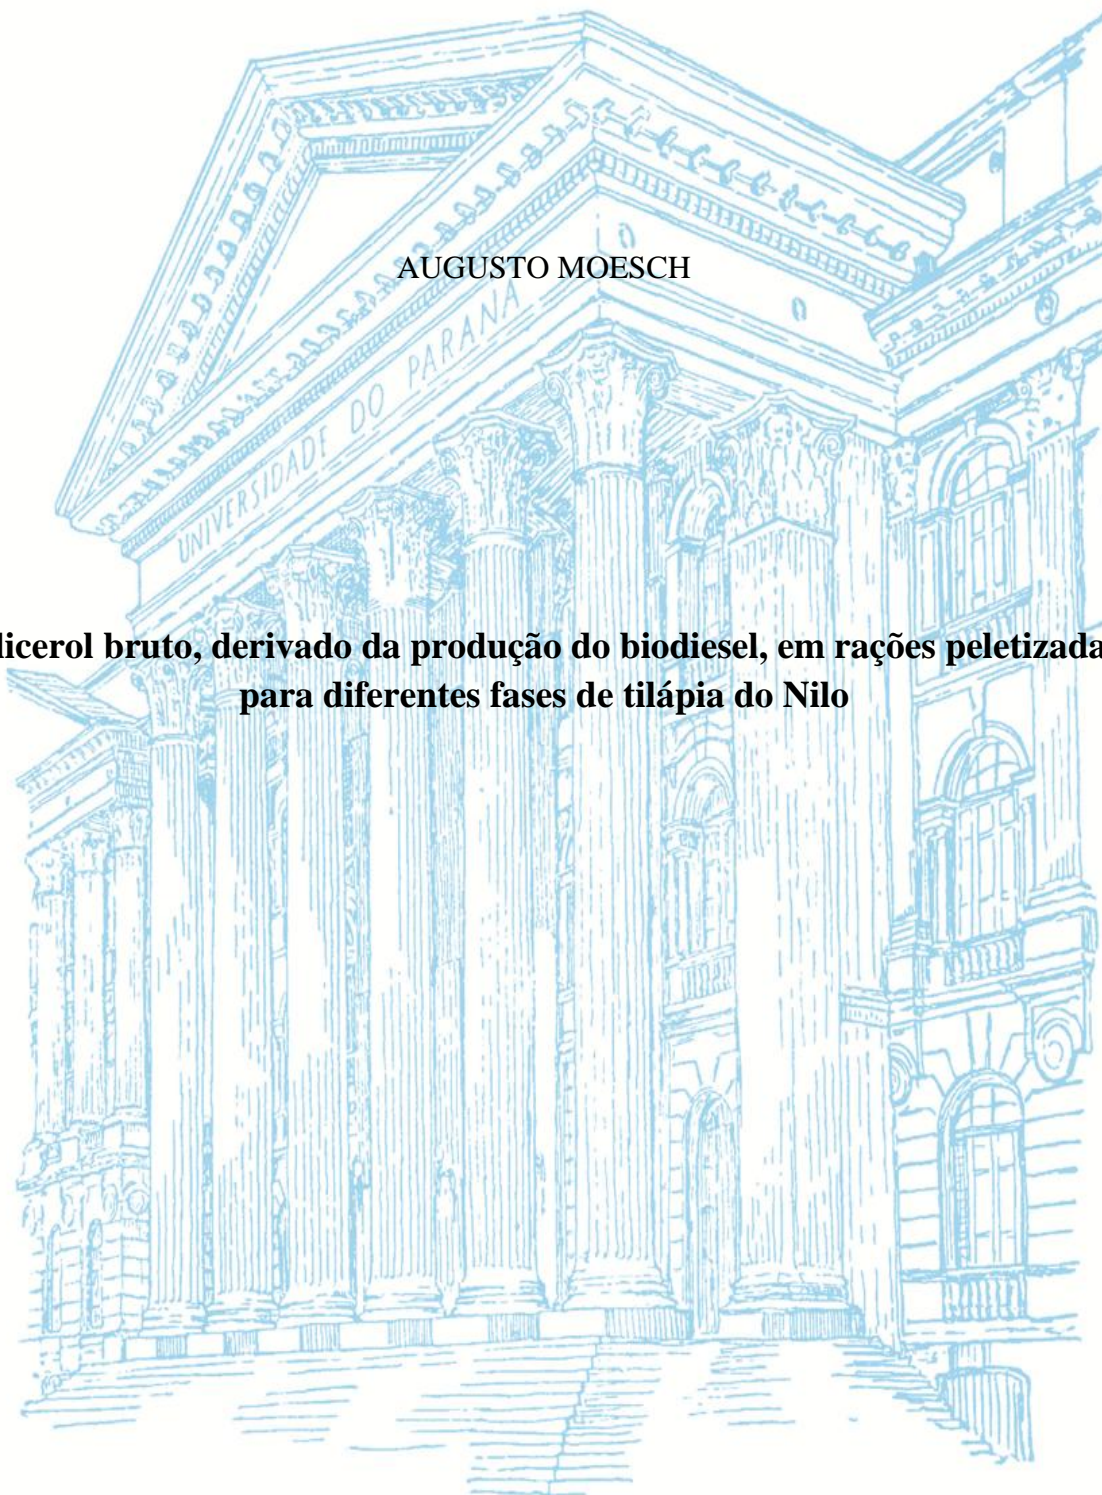 AUGUSTO MOESCH
UNIVERSIDADE DO PARANÁ
licerol bruto, derivado da produção do biodiesel, em rações peletizada
para diferentes fases de tilápia do Nilo